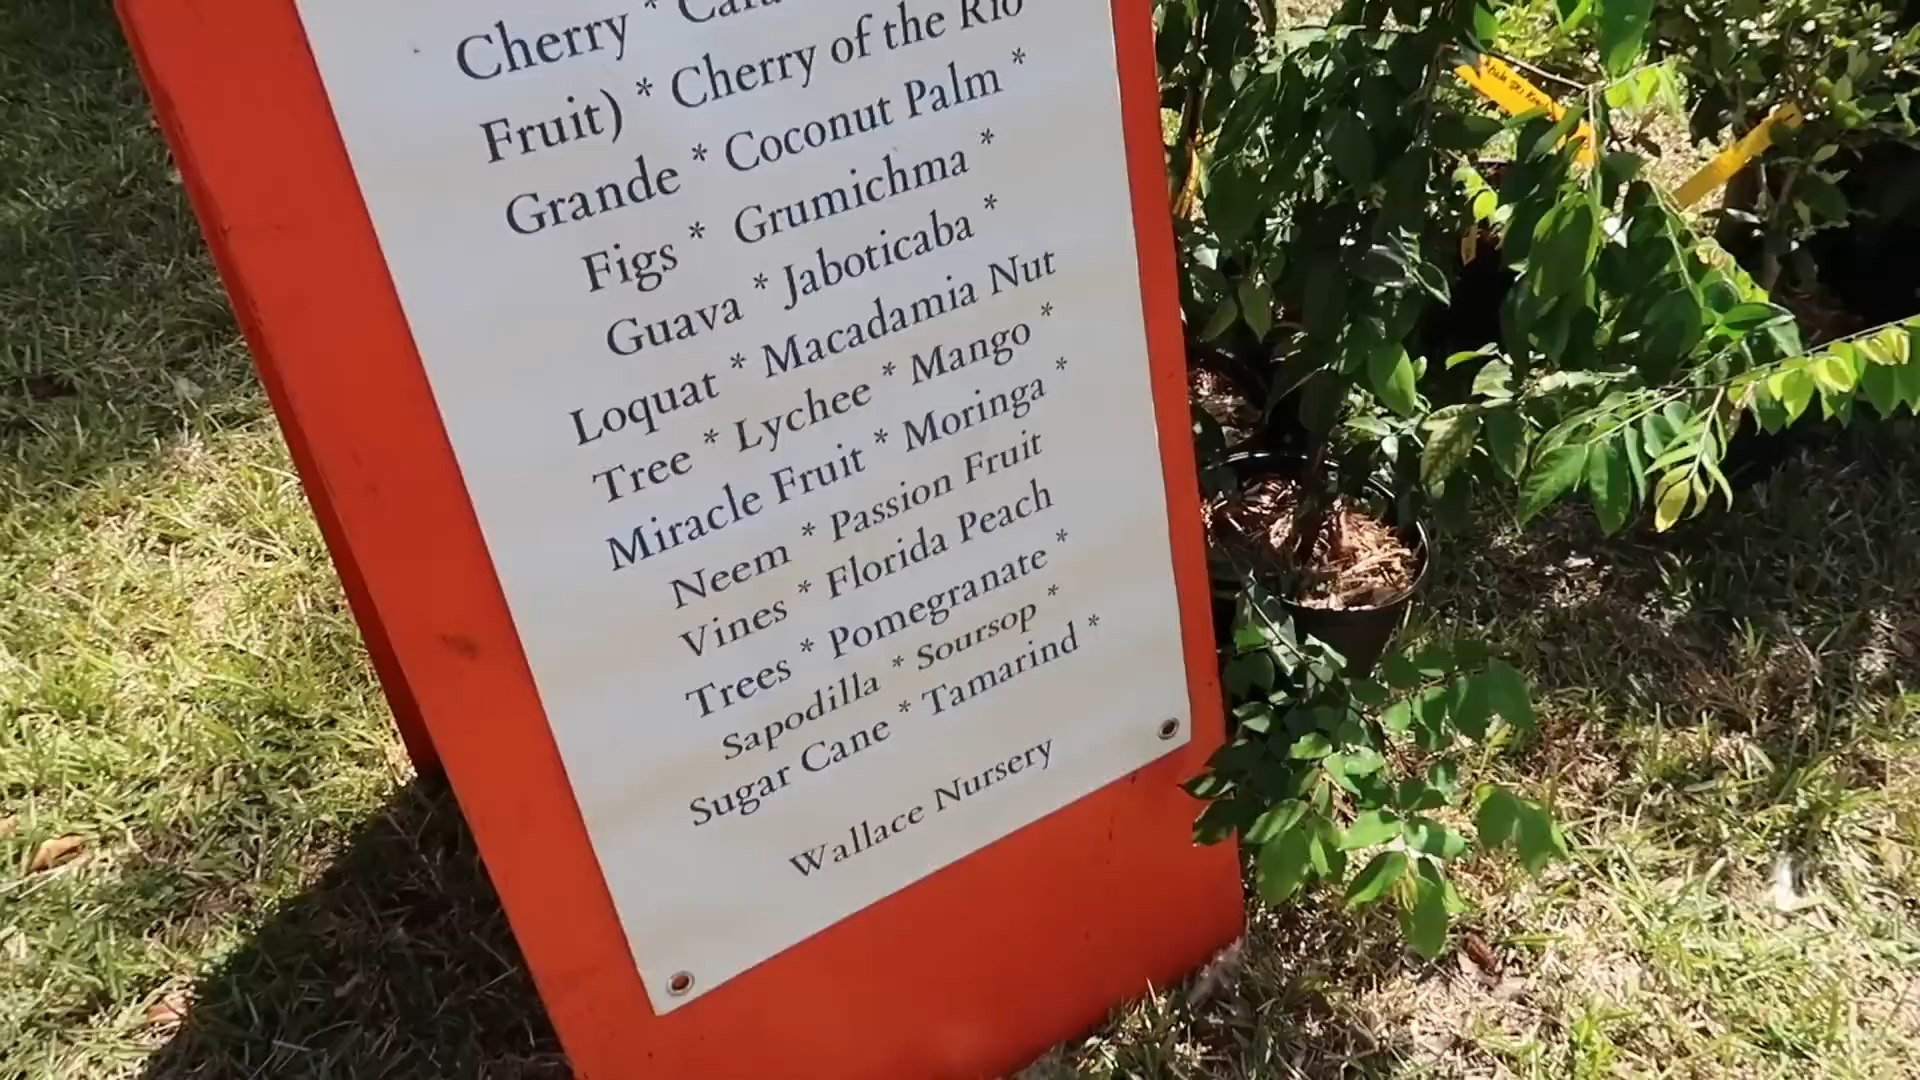 Cherry *
Fruit) * Cherry of the Rio
Grande * Coconut Palm *
Figs * Grumichma *
Guava * Jaboticaba *
Loquat * Macadamia Nut
Tree * Lychee * Mango *
Miracle Fruit * Moringa *
Neem * Passion Fruit
Vines * Florida Peach
Trees * Pomegranate *
Sapodilla * Soursop *
Sugar Cane * Tamarind *
Wallace Nursery